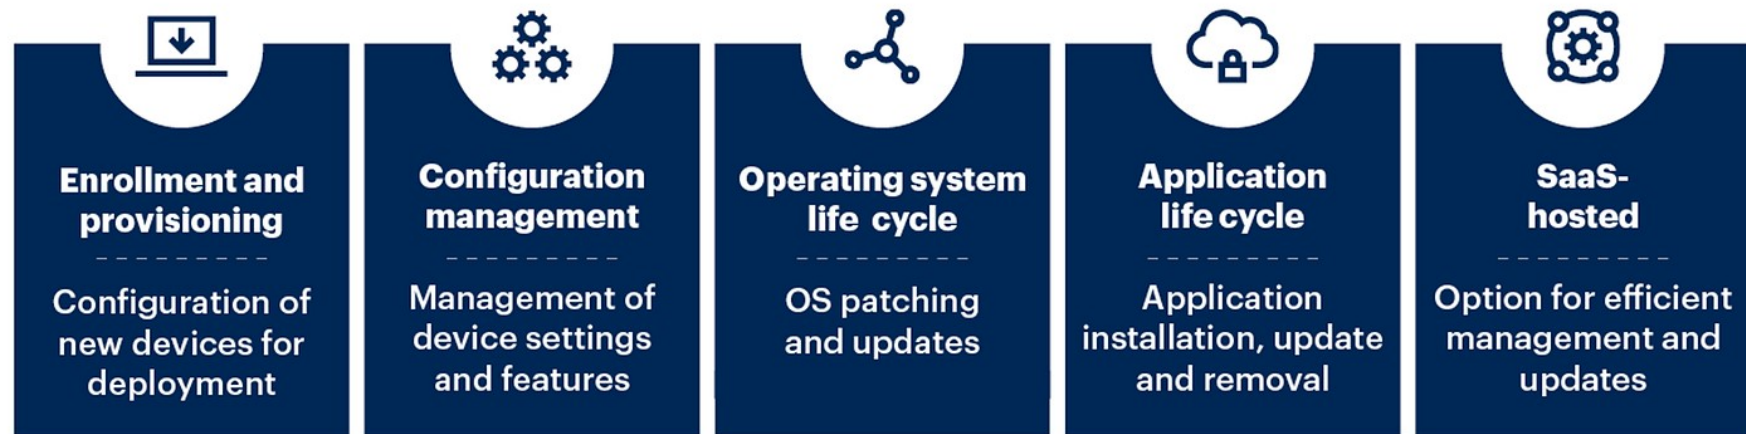 Enrollment and
provisioning
Configuration of
new devices for
deployment
Configuration
management
Management of
device settings
and features
Operating system
life cycle
OS patching
and updates
Application
life cycle
Application
installation, update
and removal
SaaS-
hosted
Option for efficient
management and
updates